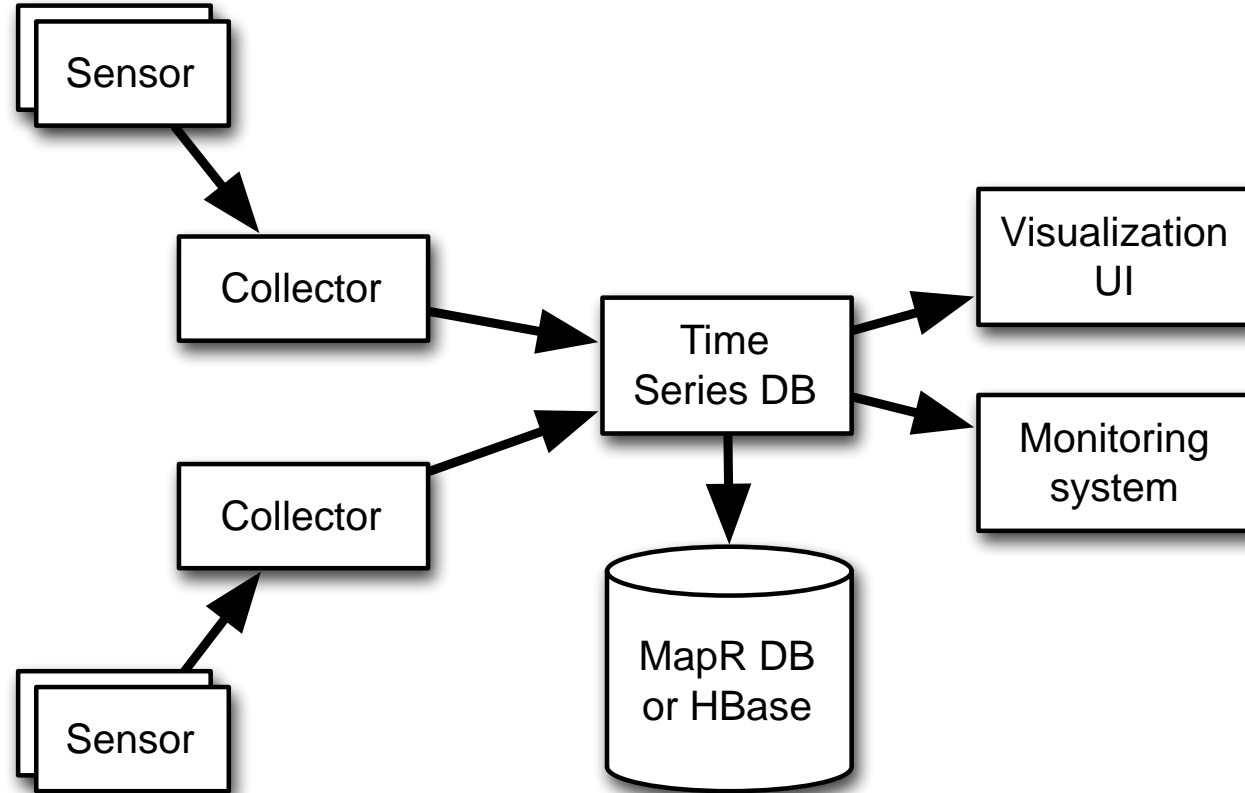 Sensor
Collector
Visualization
UI
Time
Series DB
Monitoring
system
Collector
MapR DB
or HBase
Sensor